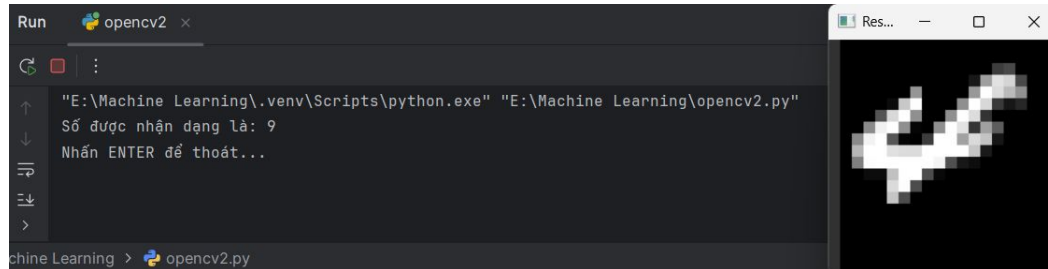 Run opencv2
Res...
"E:\Machine Learning\.venv\Scripts\python.exe" "E:\Machine Learning\opencv2.py"
Số được nhận dạng là: 9
Nhấn ENTER để thoát...
chine Learning > opencv2.py